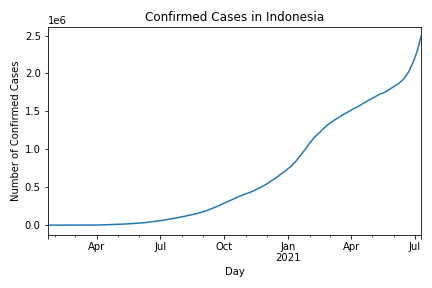 Confirmed Cases in Indonesia
1e6
2.5
2.0
1.5
1.0
0.5
0.0
Number of Confirmed Cases
Apr Jul Oct Jan Apr Jul
2021
Day